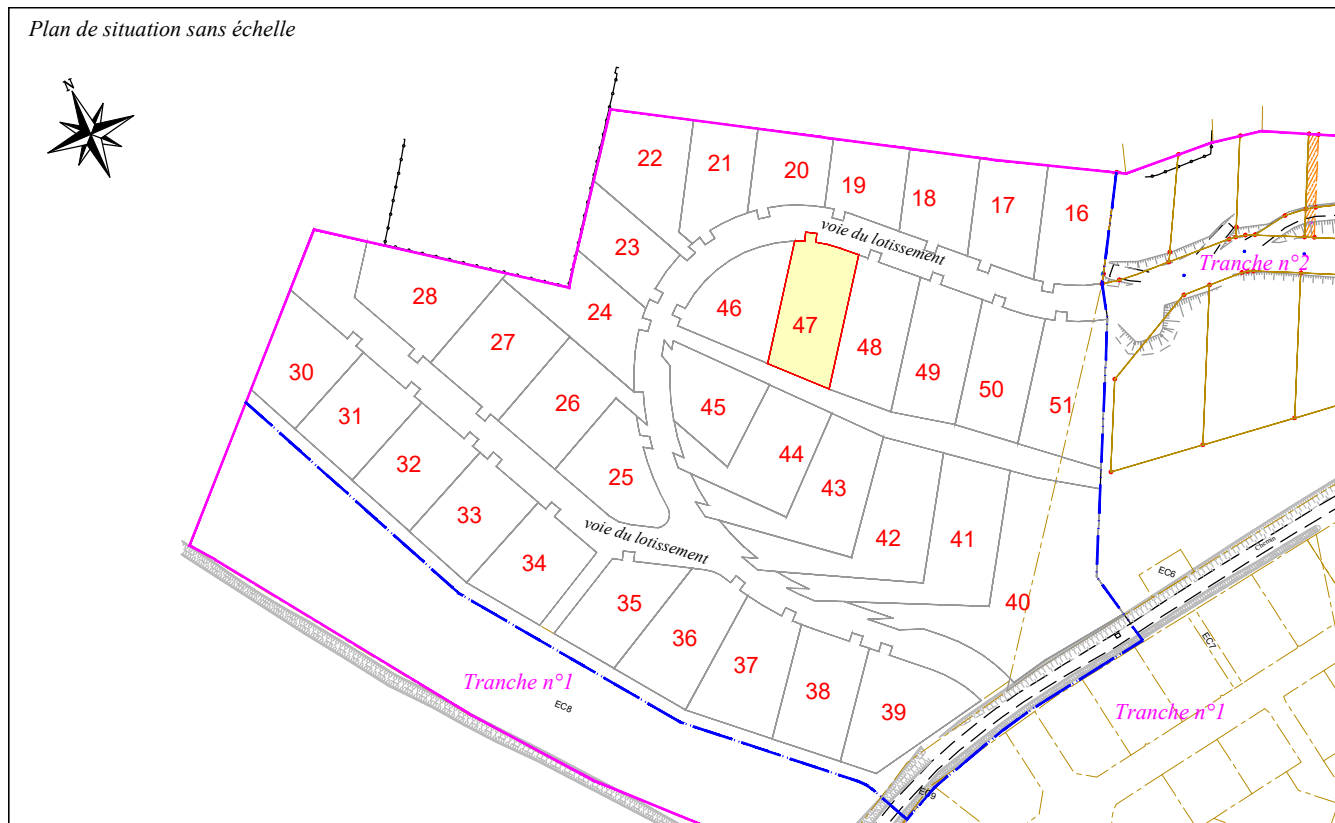 Plan de situation sans échelle
N
22
21
20
19
18
17
16
23
voie du lotissement
Tranche n°2
28
24
46
47
48
27
49
50
51
30
26
45
31
44
32
25
43
33
42
41
voie du lotissement
34
Chemin
EC6
35
40
36
EC7
37
38
39
Tranche n°1
EC8
Tranche n°1
EC9